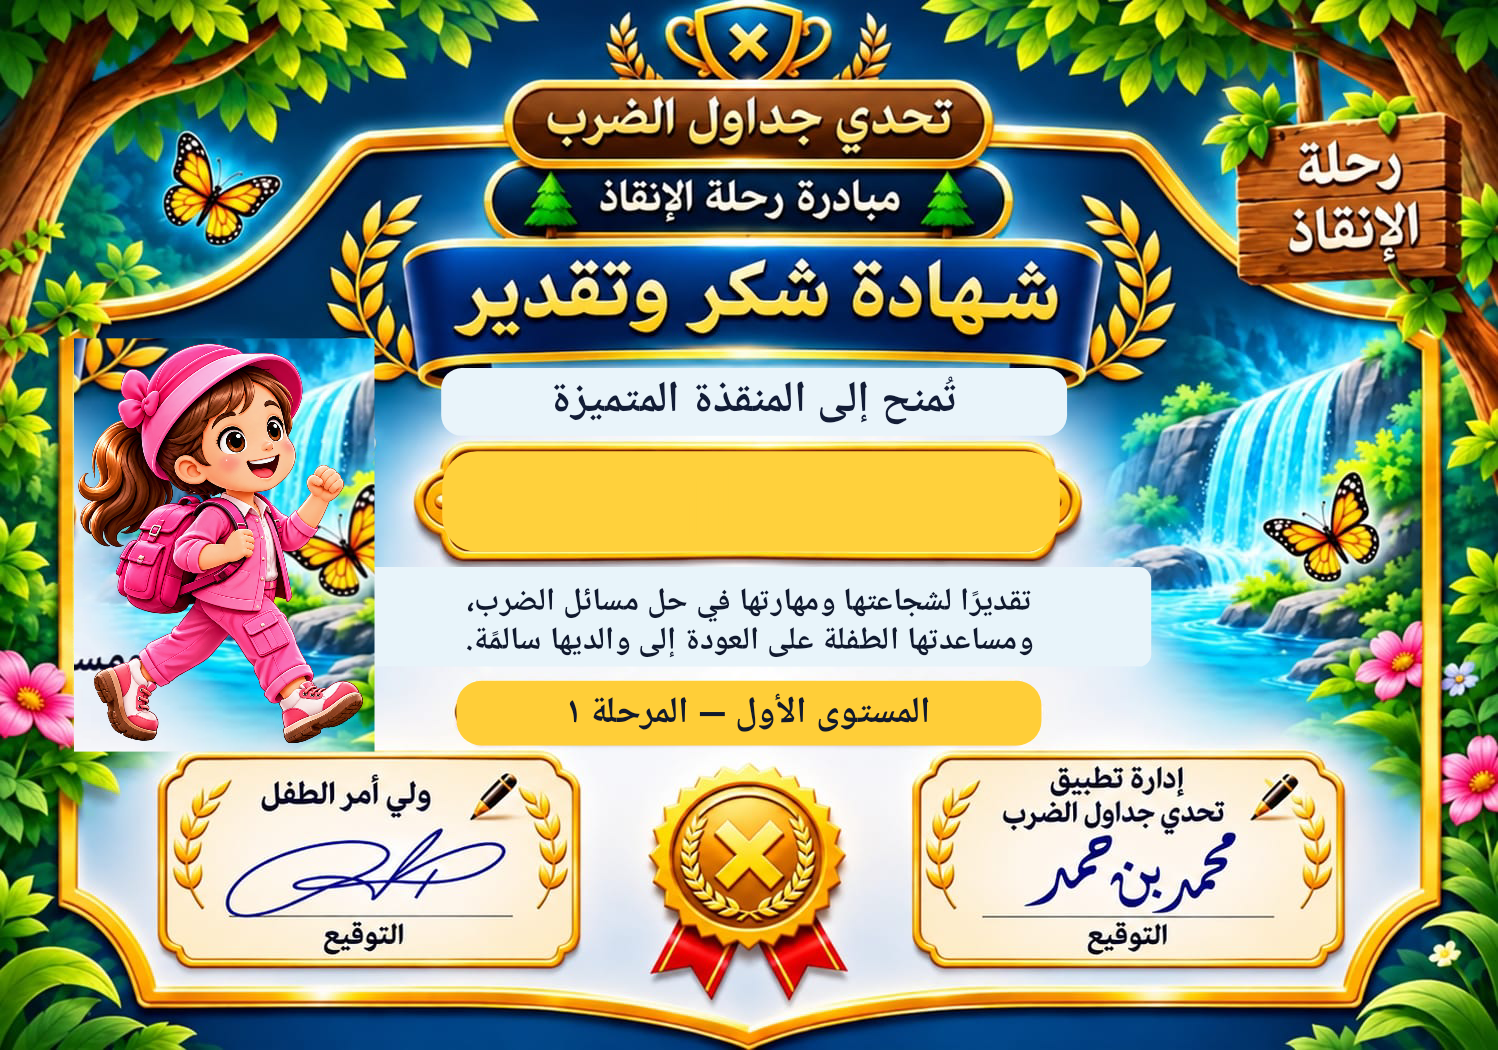 تحدي جداول الضرب
مبادرة رحلة الإنقاذ
رحلة
الإنقاذ
شهادة شكر وتقدير
تُمنح إلى المنقذة المتميزة
تقديرًا لشجاعتها ومهارتها في حل مسائل الضرب،
ومساعدتها الطفلة على العودة إلى والديها سالمًة.
المستوى الأول – المرحلة ١
إدارة تطبيق
تحدي جداول الضرب
محمد بن حمد
التوقيع
ولي أمر الطفل
التوقيع